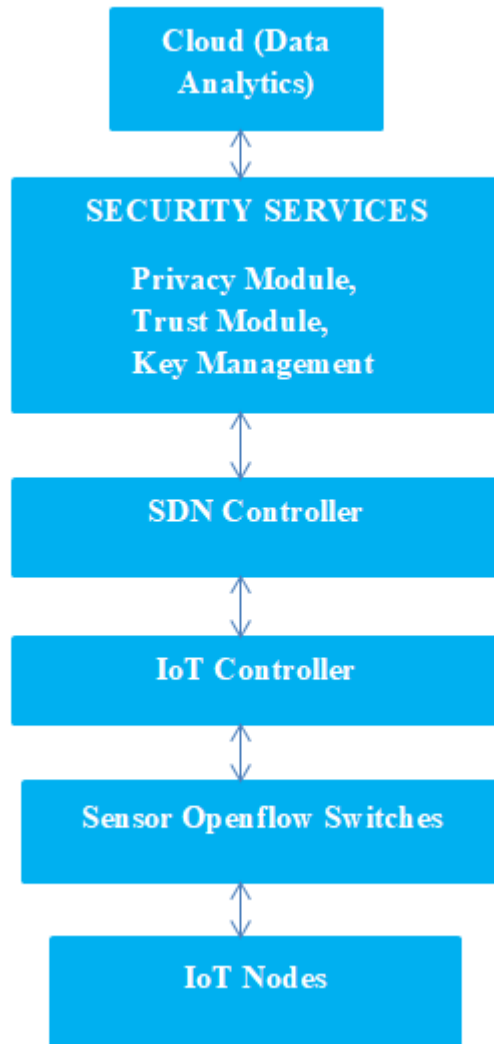 Cloud (Data
Analytics)
SECURITY SERVICES
Privacy Module,
Trust Module,
Key Management
SDN Controller
IoT Controller
Sensor Openflow Switches
IoT Nodes